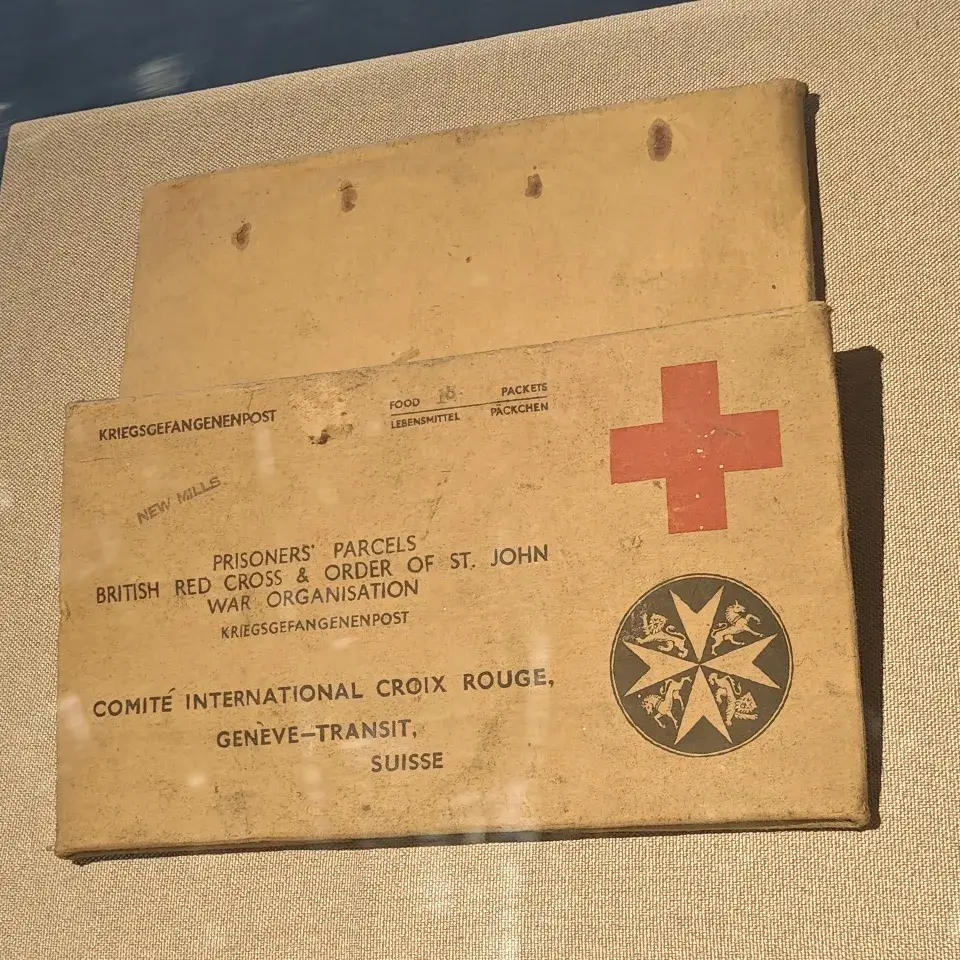 KRIEGSGEFANGENENPOST
FOOD PACKETS
LEBENSMITTEL PÄCKCHEN
NEW MILLS
PRISONERS' PARCELS
BRITISH RED CROSS & ORDER OF ST. JOHN
WAR ORGANISATION
KRIEGSGEFANGENENPOST
COMITÉ INTERNATIONAL CROIX ROUGE,
GENÈVE—TRANSIT,
SUISSE